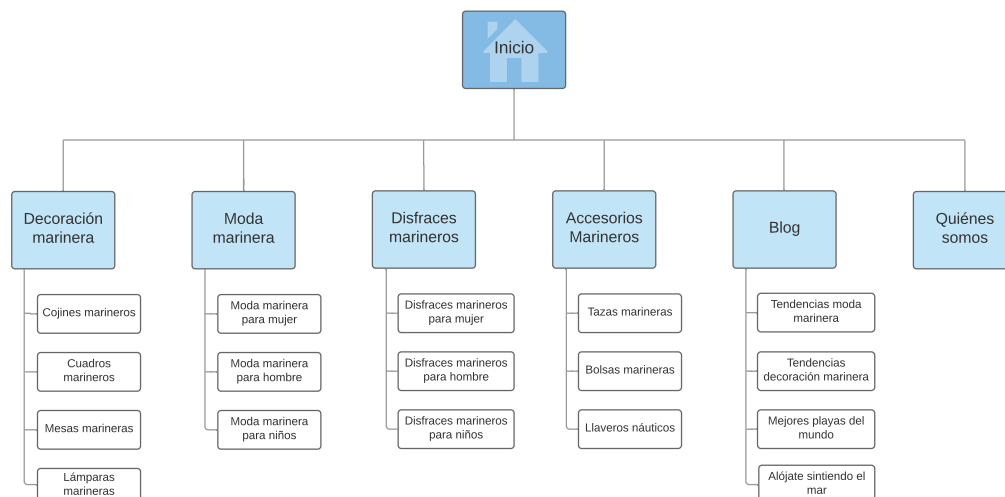 Inicio
Decoración
marinera
Moda
marinera
Disfraces
marineros
Accesorios
Marineros
Blog
Quiénes
somos
Cojines marineros
Cuadros
marineros
Mesas marineras
Lámparas
marineras
Moda marinera
para mujer
Moda marinera
para hombre
Moda marinera
para niños
Disfraces marineros
para mujer
Disfraces marineros
para hombre
Disfraces marineros
para niños
Tazas marineras
Bolsas marineras
Llaveros náuticos
Tendencias moda
marinera
Tendencias
decoración marinera
Mejores playas del
mundo
Alójate sintiendo el
mar